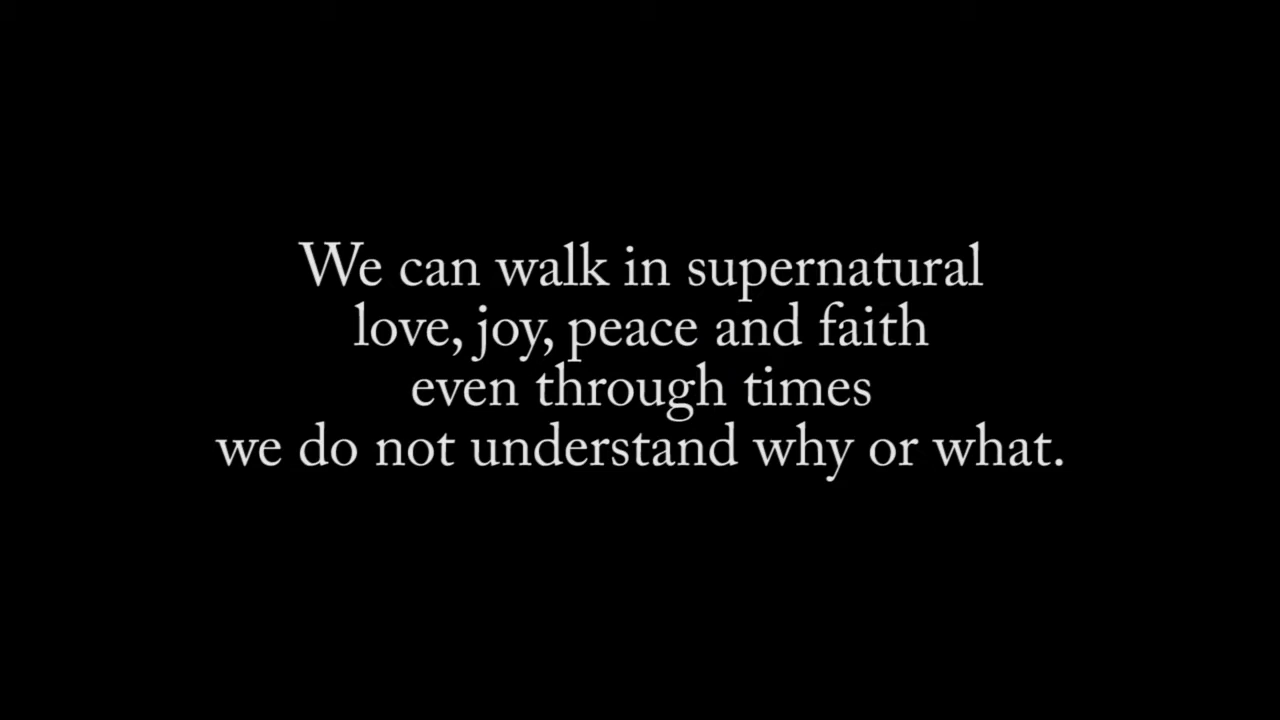 We can walk in supernatural
love, joy, peace and faith
even through times
we do not understand why or what.